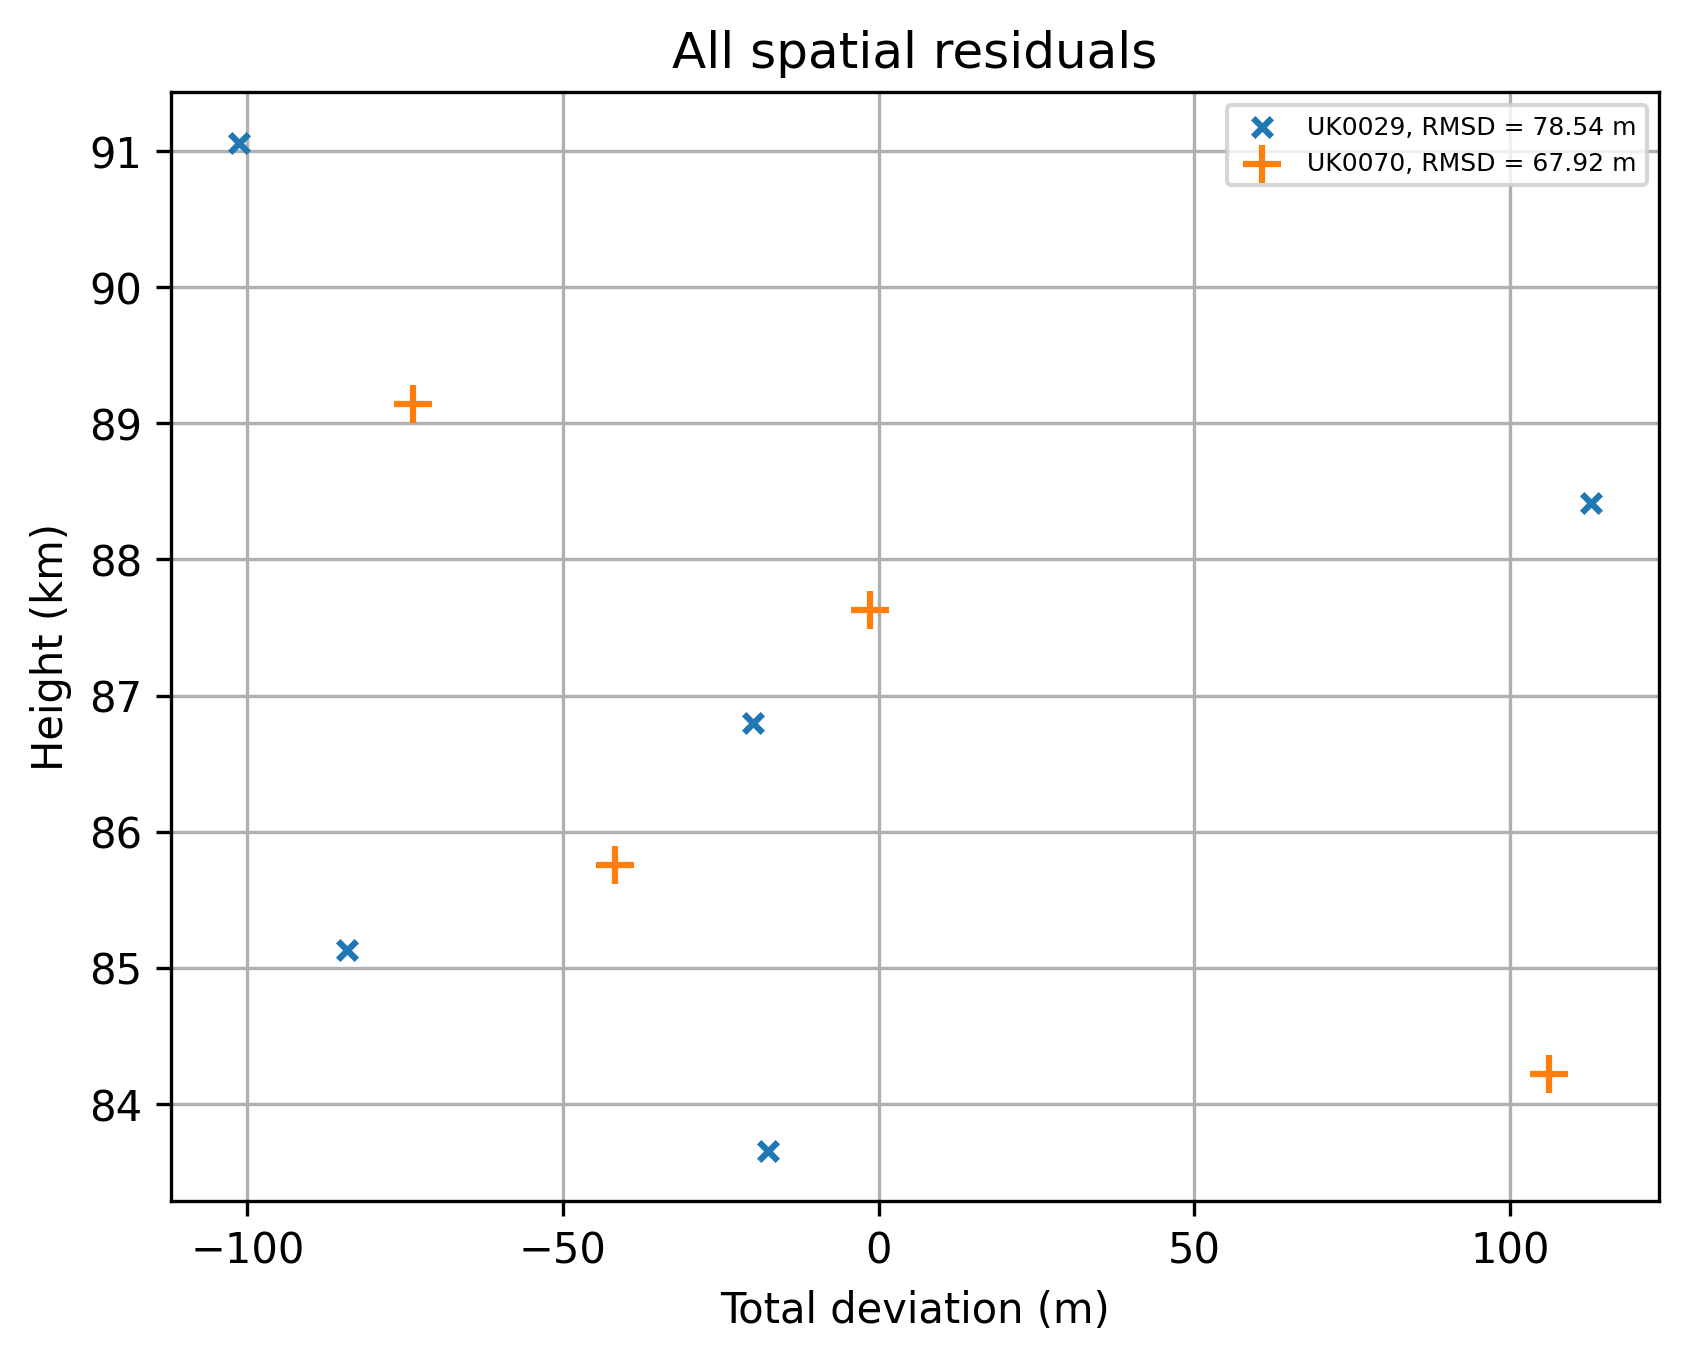 All spatial residuals
UK0029, RMSD = 78.54 m
UK0070, RMSD = 67.92 m
91
90
89
88
87
86
85
84
Height (km)
−100
−50
0
50
100
Total deviation (m)